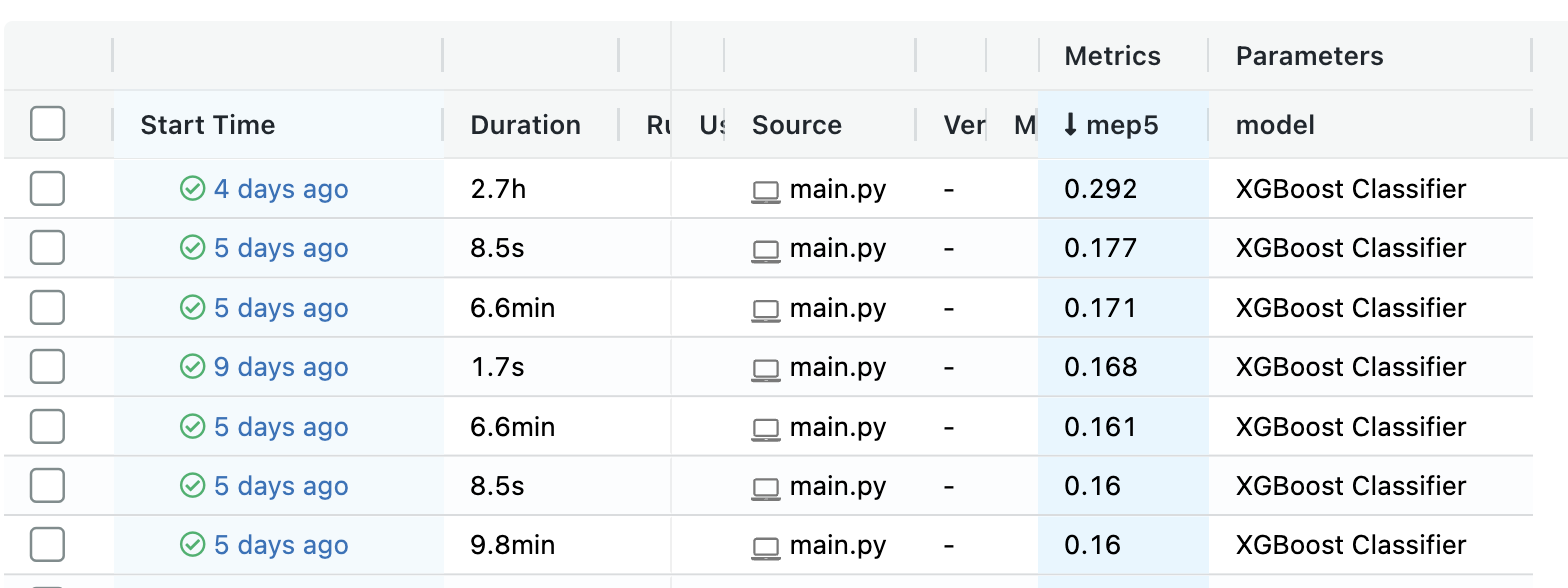 Metrics Parameters
Start Time Duration Ru Us Source Ver M ↓ mep5 model
4 days ago 2.7h main.py - 0.292 XGBoost Classifier
5 days ago 8.5s main.py - 0.177 XGBoost Classifier
5 days ago 6.6min main.py - 0.171 XGBoost Classifier
9 days ago 1.7s main.py - 0.168 XGBoost Classifier
5 days ago 6.6min main.py - 0.161 XGBoost Classifier
5 days ago 8.5s main.py - 0.16 XGBoost Classifier
5 days ago 9.8min main.py - 0.16 XGBoost Classifier